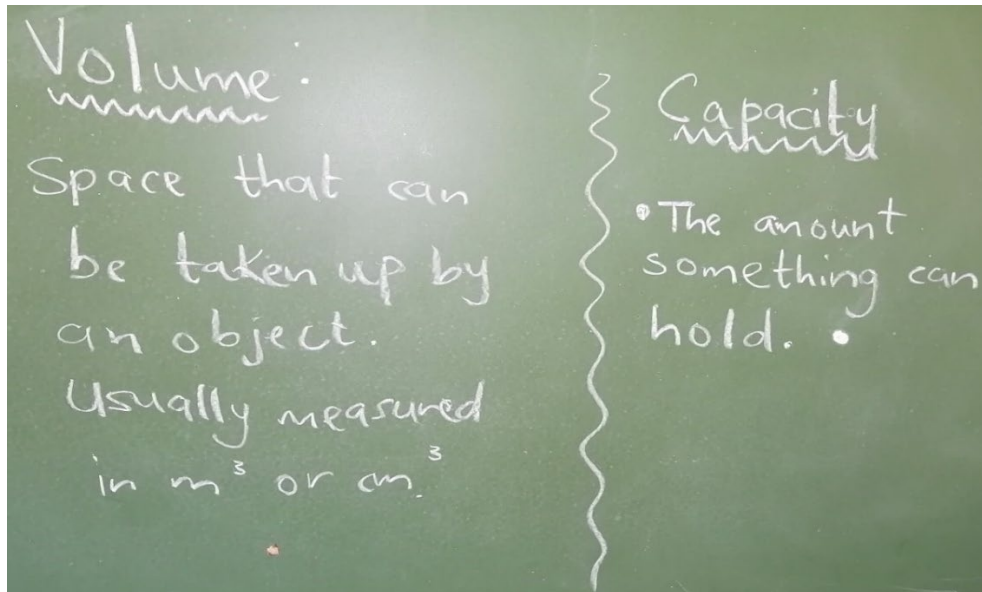 Volume:
Space that can
be taken up by
an object.
Usually measured
in m³ or cm³.
Capacity
• The amount
something can
hold.